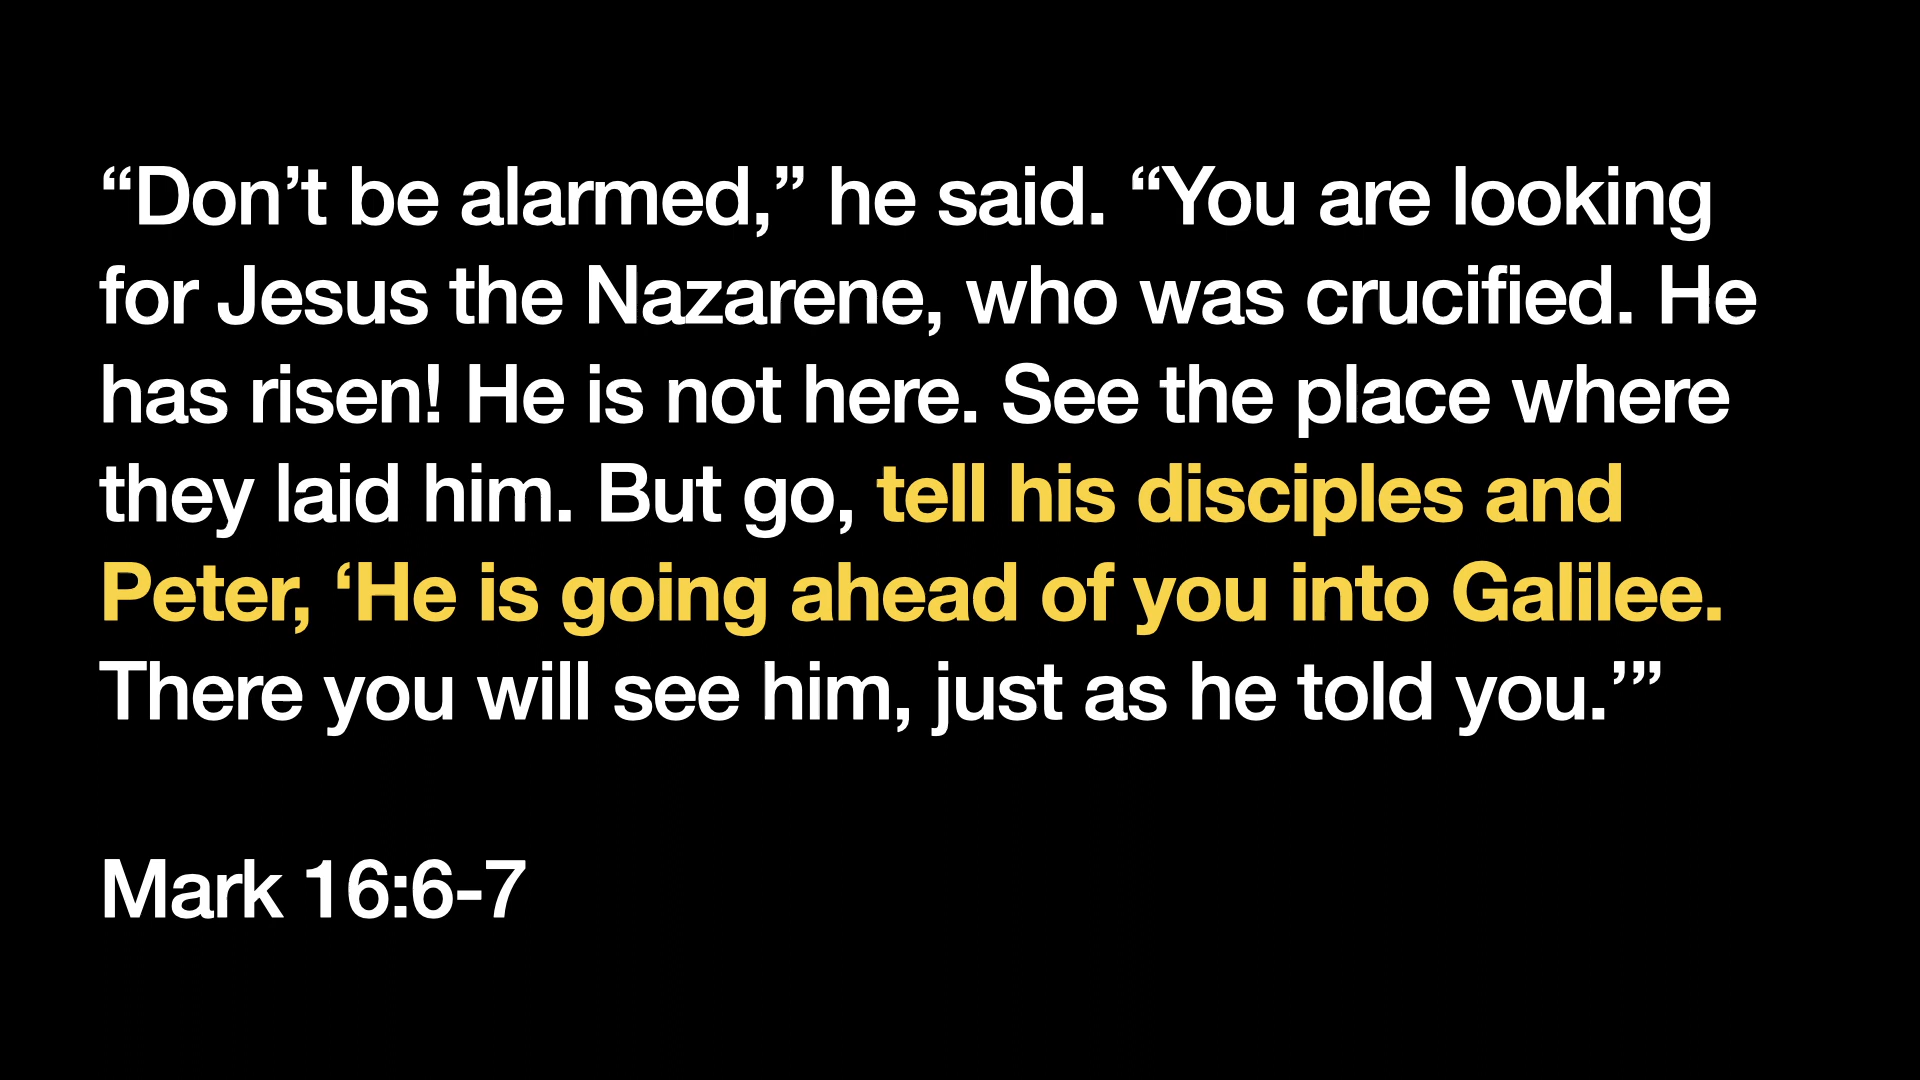 “Don’t be alarmed,” he said. “You are looking
for Jesus the Nazarene, who was crucified. He
has risen! He is not here. See the place where
they laid him. But go, tell his disciples and
Peter, ‘He is going ahead of you into Galilee.
There you will see him, just as he told you.’”
Mark 16:6-7